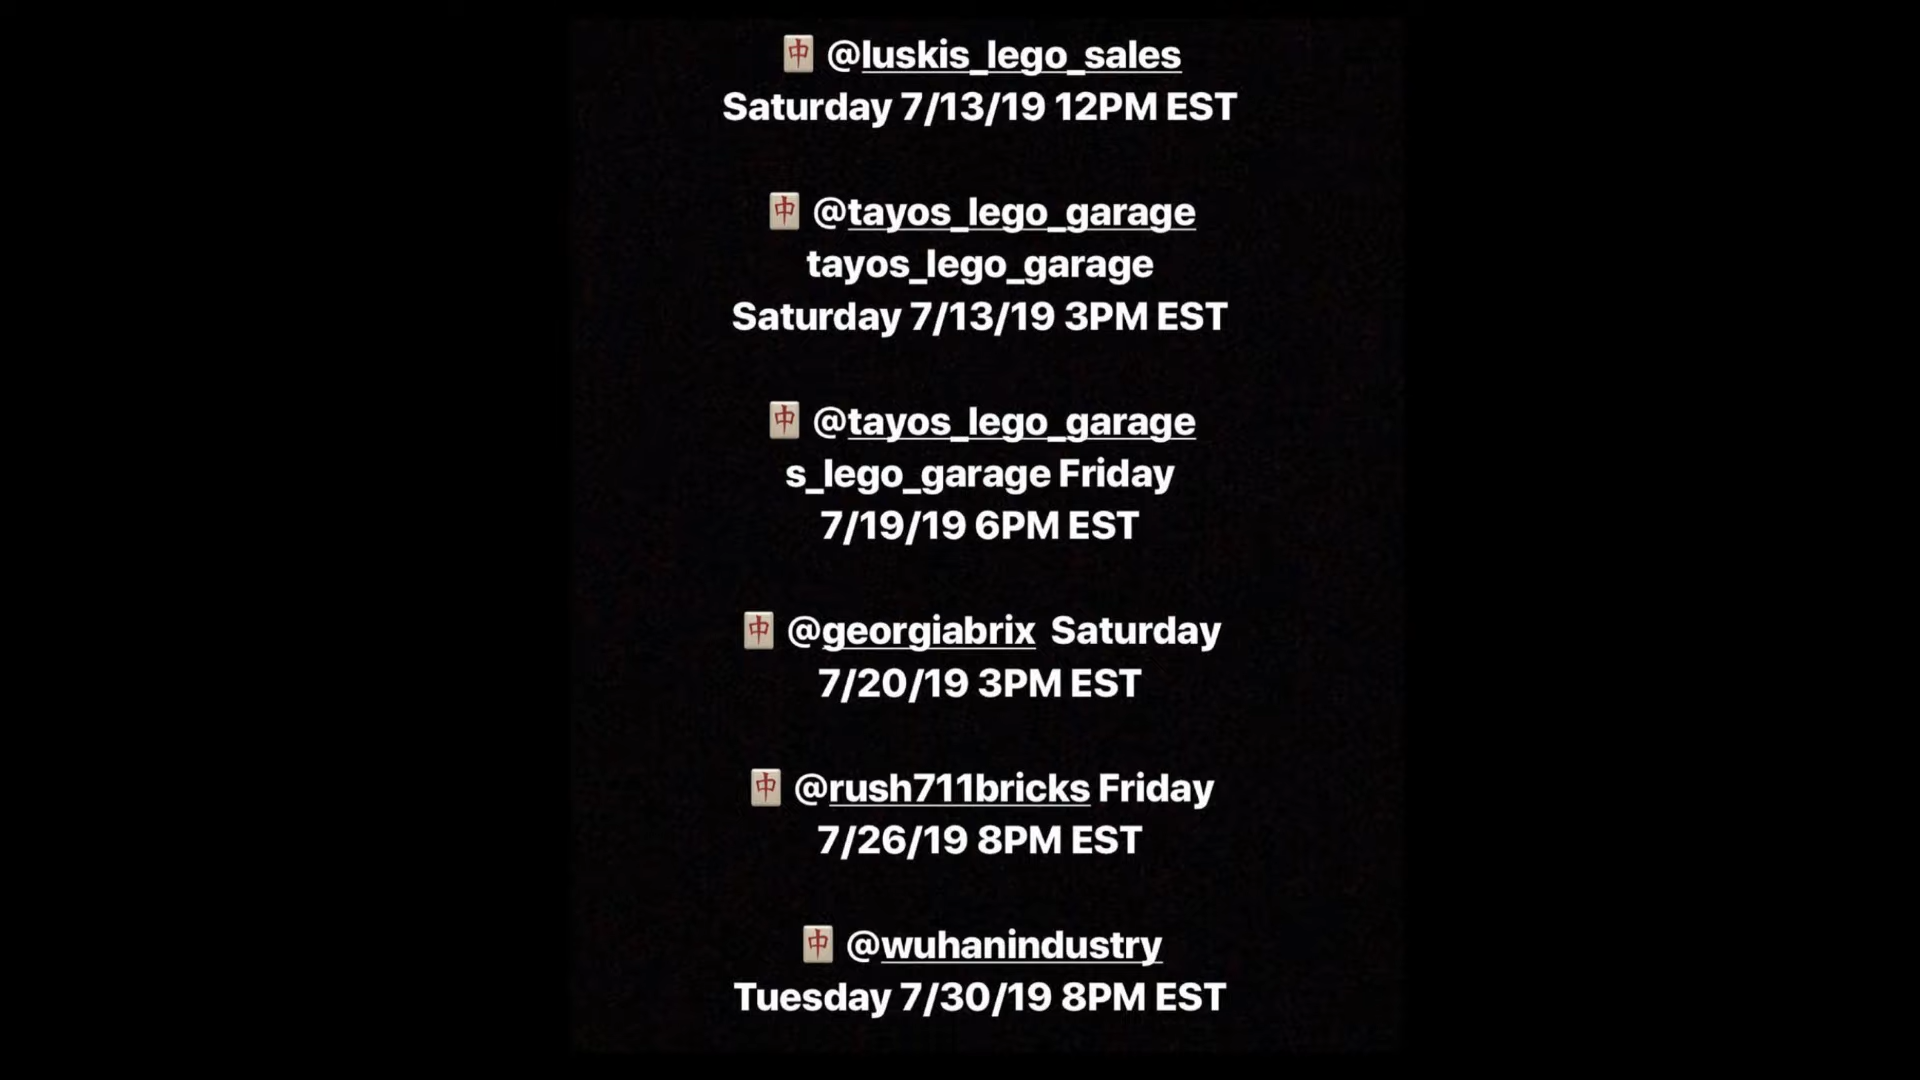 🀄 @luskis_lego_sales
Saturday 7/13/19 12PM EST
🀄 @tayos_lego_garage
tayos_lego_garage
Saturday 7/13/19 3PM EST
🀄 @tayos_lego_garage
s_lego_garage Friday
7/19/19 6PM EST
🀄 @georgiabrix Saturday
7/20/19 3PM EST
🀄 @rush711bricks Friday
7/26/19 8PM EST
🀄 @wuhanindustry
Tuesday 7/30/19 8PM EST